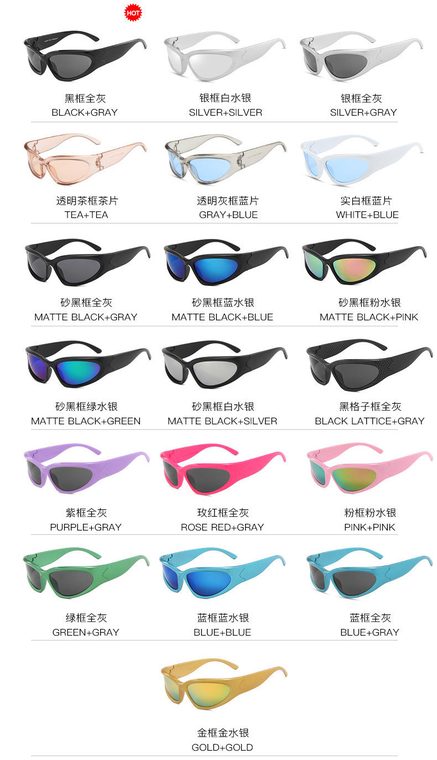 HOT
黑框全灰
BLACK+GRAY
银框白水银
SILVER+SILVER
银框全灰
SILVER+GRAY
透明茶框茶片
TEA+TEA
透明灰框蓝片
GRAY+BLUE
实白框蓝片
WHITE+BLUE
砂黑框全灰
MATTE BLACK+GRAY
砂黑框蓝水银
MATTE BLACK+BLUE
砂黑框粉水银
MATTE BLACK+PINK
砂黑框绿水银
MATTE BLACK+GREEN
砂黑框白水银
MATTE BLACK+SILVER
黑格子框全灰
BLACK LATTICE+GRAY
紫框全灰
PURPLE+GRAY
玫红框全灰
ROSE RED+GRAY
粉框粉水银
PINK+PINK
绿框全灰
GREEN+GRAY
蓝框蓝水银
BLUE+BLUE
蓝框全灰
BLUE+GRAY
金框金水银
GOLD+GOLD